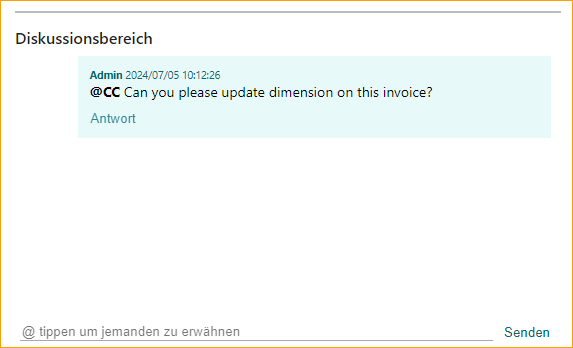 Diskussionsbereich
Admin 2024/07/05 10:12:26
@CC Can you please update dimension on this invoice?
Antwort
@ tippen um jemanden zu erwähnen
Senden